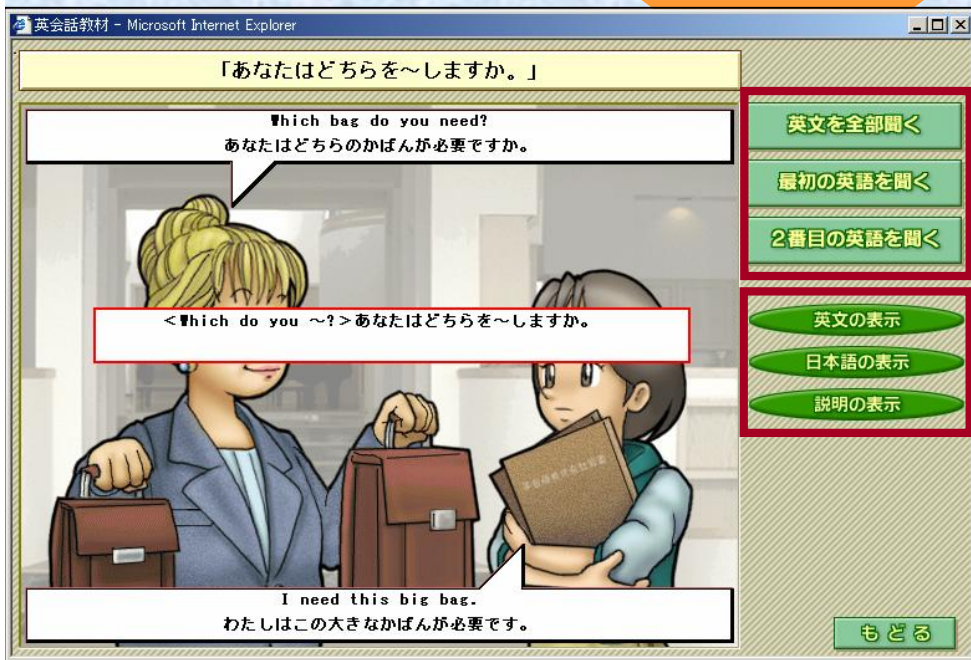 英会話教材 - Microsoft Internet Explorer
「あなたはどちらを～しますか。」
Which bag do you need?
あなたはどちらのかばんが必要ですか。
<Which do you ～?>あなたはどちらを～しますか。
I need this big bag.
わたしはこの大きなかばんが必要です。
英文を全部聞く
最初の英語を聞く
2番目の英語を聞く
英文の表示
日本語の表示
説明の表示
もどる